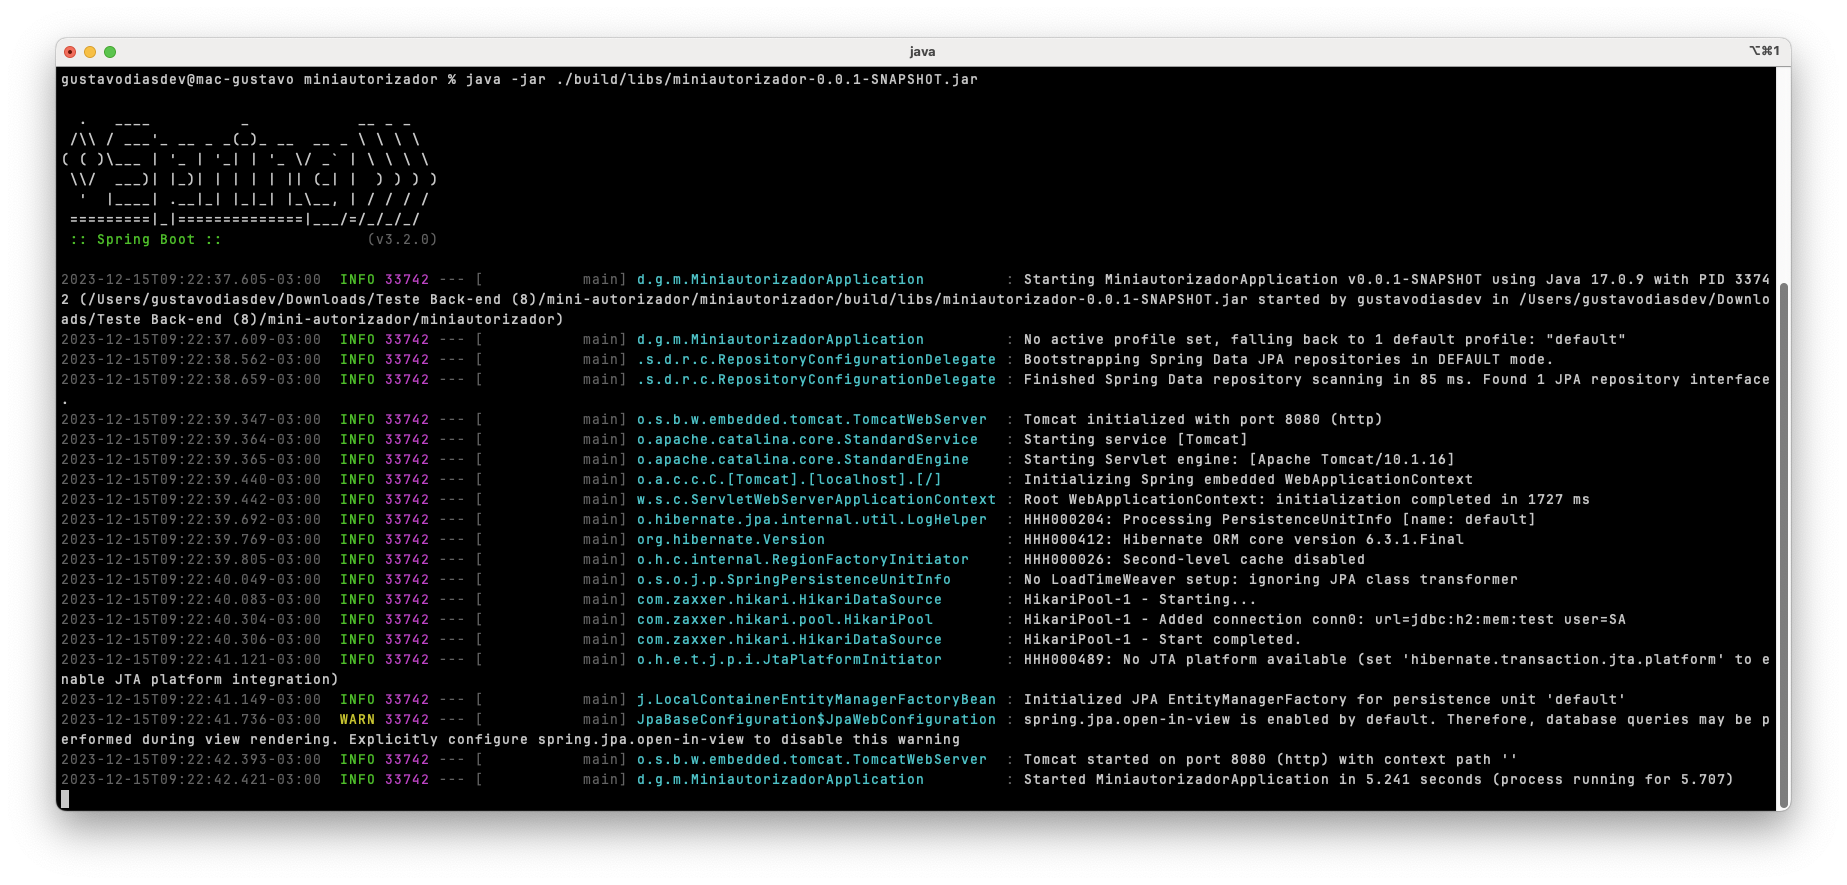 java
⌥⌘1
gustavodiasdev@mac-gustavo miniautorizador % java -jar ./build/libs/miniautorizador-0.0.1-SNAPSHOT.jar
  .   ____          _            __ _ _
 /\\ / ___'_ __ _ _(_)_ __  __ _ \ \ \ \
( ( )\___ | '_ | '_| | '_ \/ _` | \ \ \ \
 \\/  ___)| |_)| | | | | || (_| |  ) ) ) )
  '  |____| .__|_| |_|_| |_\__, | / / / /
 =========|_|==============|___/=/_/_/_/
 :: Spring Boot ::                (v3.2.0)
2023-12-15T09:22:37.605-03:00  INFO 33742 --- [           main] d.g.m.MiniautorizadorApplication         : Starting MiniautorizadorApplication v0.0.1-SNAPSHOT using Java 17.0.9 with PID 3374
2 (/Users/gustavodiasdev/Downloads/Teste Back-end (8)/mini-autorizador/miniautorizador/build/libs/miniautorizador-0.0.1-SNAPSHOT.jar started by gustavodiasdev in /Users/gustavodiasdev/Downlo
ads/Teste Back-end (8)/mini-autorizador/miniautorizador)
2023-12-15T09:22:37.609-03:00  INFO 33742 --- [           main] d.g.m.MiniautorizadorApplication         : No active profile set, falling back to 1 default profile: "default"
2023-12-15T09:22:38.562-03:00  INFO 33742 --- [           main] .s.d.r.c.RepositoryConfigurationDelegate : Bootstrapping Spring Data JPA repositories in DEFAULT mode.
2023-12-15T09:22:38.659-03:00  INFO 33742 --- [           main] .s.d.r.c.RepositoryConfigurationDelegate : Finished Spring Data repository scanning in 85 ms. Found 1 JPA repository interface
.
2023-12-15T09:22:39.347-03:00  INFO 33742 --- [           main] o.s.b.w.embedded.tomcat.TomcatWebServer  : Tomcat initialized with port 8080 (http)
2023-12-15T09:22:39.364-03:00  INFO 33742 --- [           main] o.apache.catalina.core.StandardService   : Starting service [Tomcat]
2023-12-15T09:22:39.365-03:00  INFO 33742 --- [           main] o.apache.catalina.core.StandardEngine    : Starting Servlet engine: [Apache Tomcat/10.1.16]
2023-12-15T09:22:39.440-03:00  INFO 33742 --- [           main] o.a.c.c.C.[Tomcat].[localhost].[/]       : Initializing Spring embedded WebApplicationContext
2023-12-15T09:22:39.442-03:00  INFO 33742 --- [           main] w.s.c.ServletWebServerApplicationContext : Root WebApplicationContext: initialization completed in 1727 ms
2023-12-15T09:22:39.692-03:00  INFO 33742 --- [           main] o.hibernate.jpa.internal.util.LogHelper  : HHH000204: Processing PersistenceUnitInfo [name: default]
2023-12-15T09:22:39.769-03:00  INFO 33742 --- [           main] org.hibernate.Version                    : HHH000412: Hibernate ORM core version 6.3.1.Final
2023-12-15T09:22:39.805-03:00  INFO 33742 --- [           main] o.h.c.internal.RegionFactoryInitiator    : HHH000026: Second-level cache disabled
2023-12-15T09:22:40.049-03:00  INFO 33742 --- [           main] o.s.o.j.p.SpringPersistenceUnitInfo      : No LoadTimeWeaver setup: ignoring JPA class transformer
2023-12-15T09:22:40.083-03:00  INFO 33742 --- [           main] com.zaxxer.hikari.HikariDataSource       : HikariPool-1 - Starting...
2023-12-15T09:22:40.304-03:00  INFO 33742 --- [           main] com.zaxxer.hikari.pool.HikariPool        : HikariPool-1 - Added connection conn0: url=jdbc:h2:mem:test user=SA
2023-12-15T09:22:40.306-03:00  INFO 33742 --- [           main] com.zaxxer.hikari.HikariDataSource       : HikariPool-1 - Start completed.
2023-12-15T09:22:41.121-03:00  INFO 33742 --- [           main] o.h.e.t.j.p.i.JtaPlatformInitiator       : HHH000489: No JTA platform available (set 'hibernate.transaction.jta.platform' to e
nable JTA platform integration)
2023-12-15T09:22:41.149-03:00  INFO 33742 --- [           main] j.LocalContainerEntityManagerFactoryBean : Initialized JPA EntityManagerFactory for persistence unit 'default'
2023-12-15T09:22:41.736-03:00  WARN 33742 --- [           main] JpaBaseConfiguration$JpaWebConfiguration : spring.jpa.open-in-view is enabled by default. Therefore, database queries may be p
erformed during view rendering. Explicitly configure spring.jpa.open-in-view to disable this warning
2023-12-15T09:22:42.393-03:00  INFO 33742 --- [           main] o.s.b.w.embedded.tomcat.TomcatWebServer  : Tomcat started on port 8080 (http) with context path ''
2023-12-15T09:22:42.421-03:00  INFO 33742 --- [           main] d.g.m.MiniautorizadorApplication         : Started MiniautorizadorApplication in 5.241 seconds (process running for 5.707)